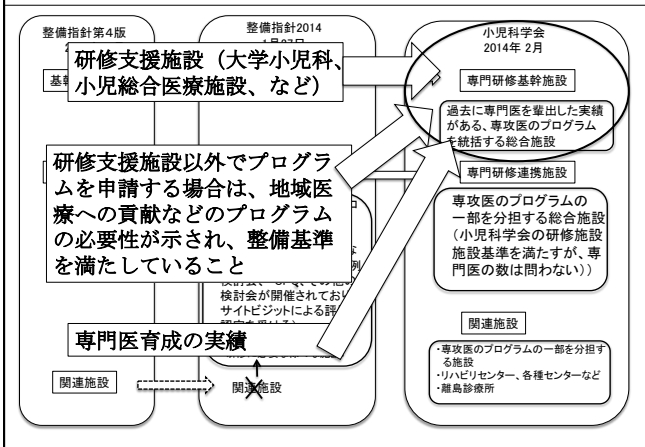 整備指針第4版
整備指針2014
小児科学会
2014年 2月
研修支援施設（大学小児科、
小児総合医療施設、など）
専門研修基幹施設
過去に専門医を輩出した実績
がある、専攻医のプログラム
を統括する総合施設
研修支援施設以外でプログラ
ムを申請する場合は、地域医
療への貢献などのプログラム
の必要性が示され、整備基準
を満たしていること
専門研修連携施設
専攻医のプログラムの
一部を分担する総合施設
（小児科学会の研修施設
施設基準を満たすが、専
門医の数は問わない））
検討会が開催されており
サイトビジットによる評
専門医育成の実績
関連施設
・専攻医のプログラムの一部を分担す
る施設
・リハビリセンター、各種センターなど
・離島診療所
関連施設
関連施設